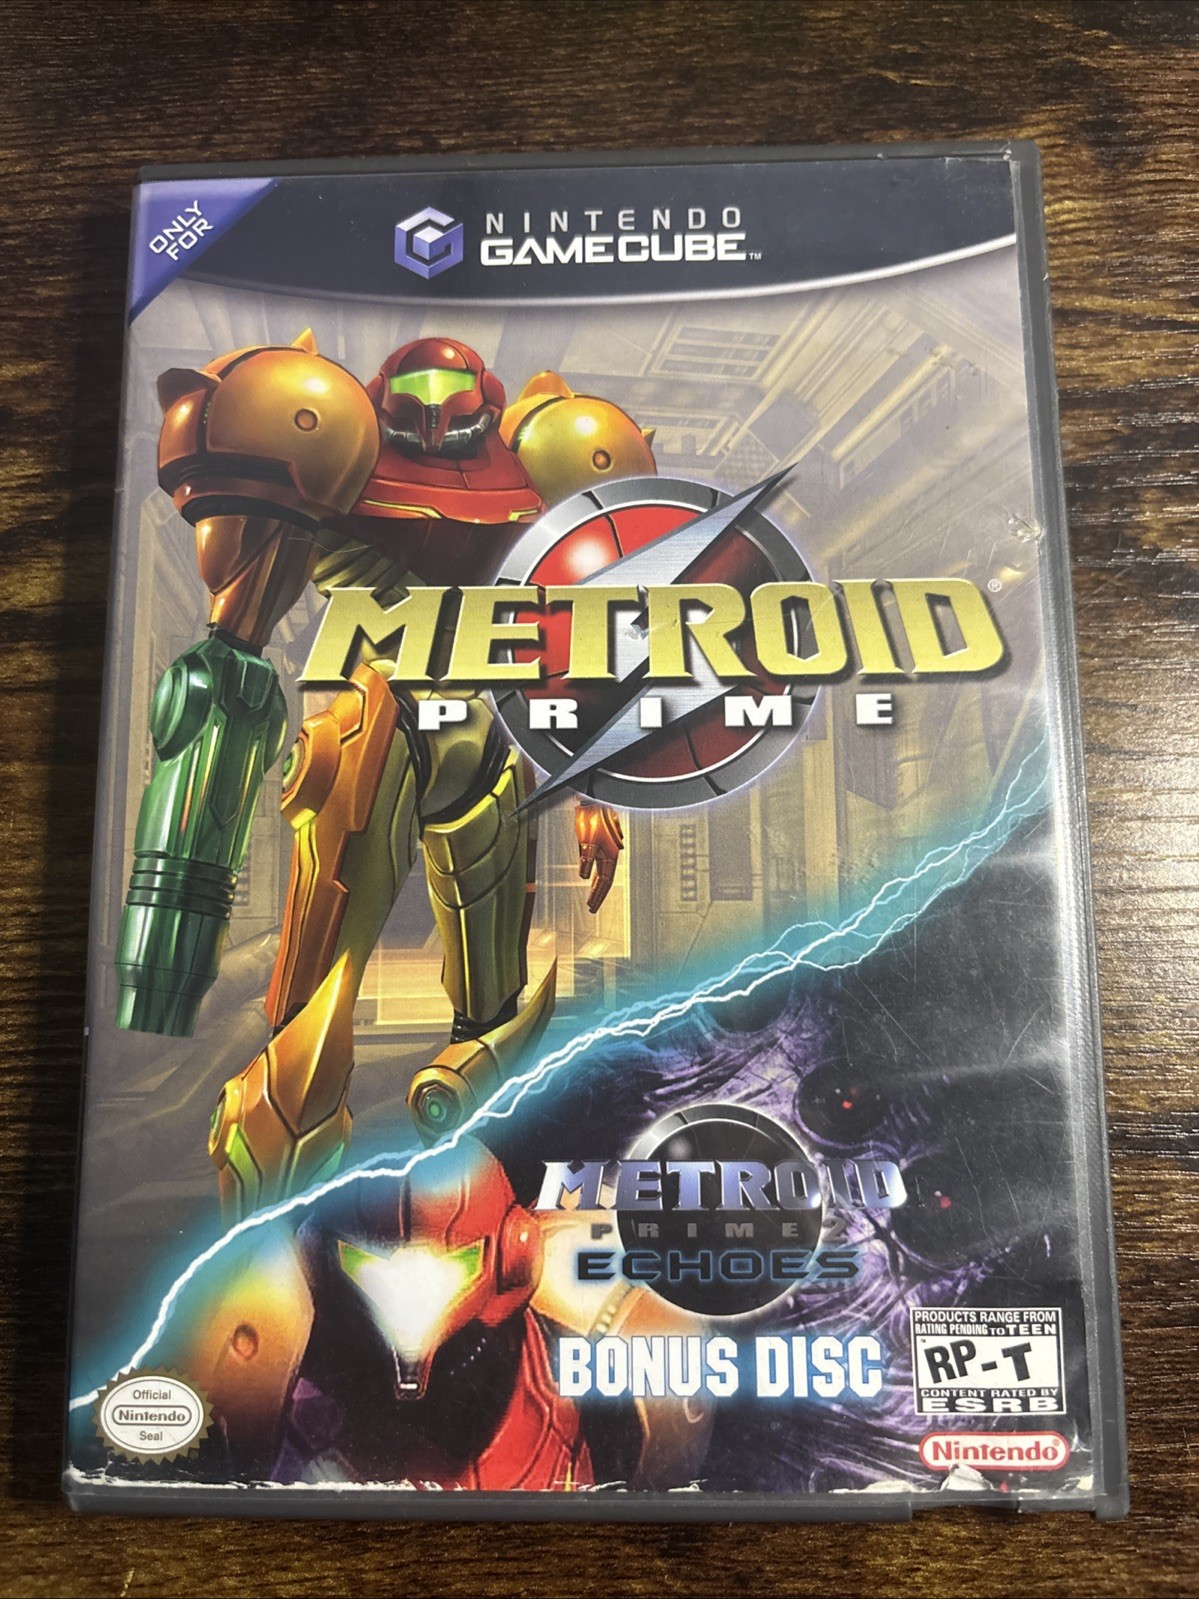 ONLY
FOR
NINTENDO
GAMECUBE™
METROID®
PRIME
METROID
PRIME 2
ECHOES
BONUS DISC
PRODUCTS RANGE FROM
RATING PENDING TO TEEN
RP-T
CONTENT RATED BY
ESRB
Official
Nintendo
Seal
Nintendo®